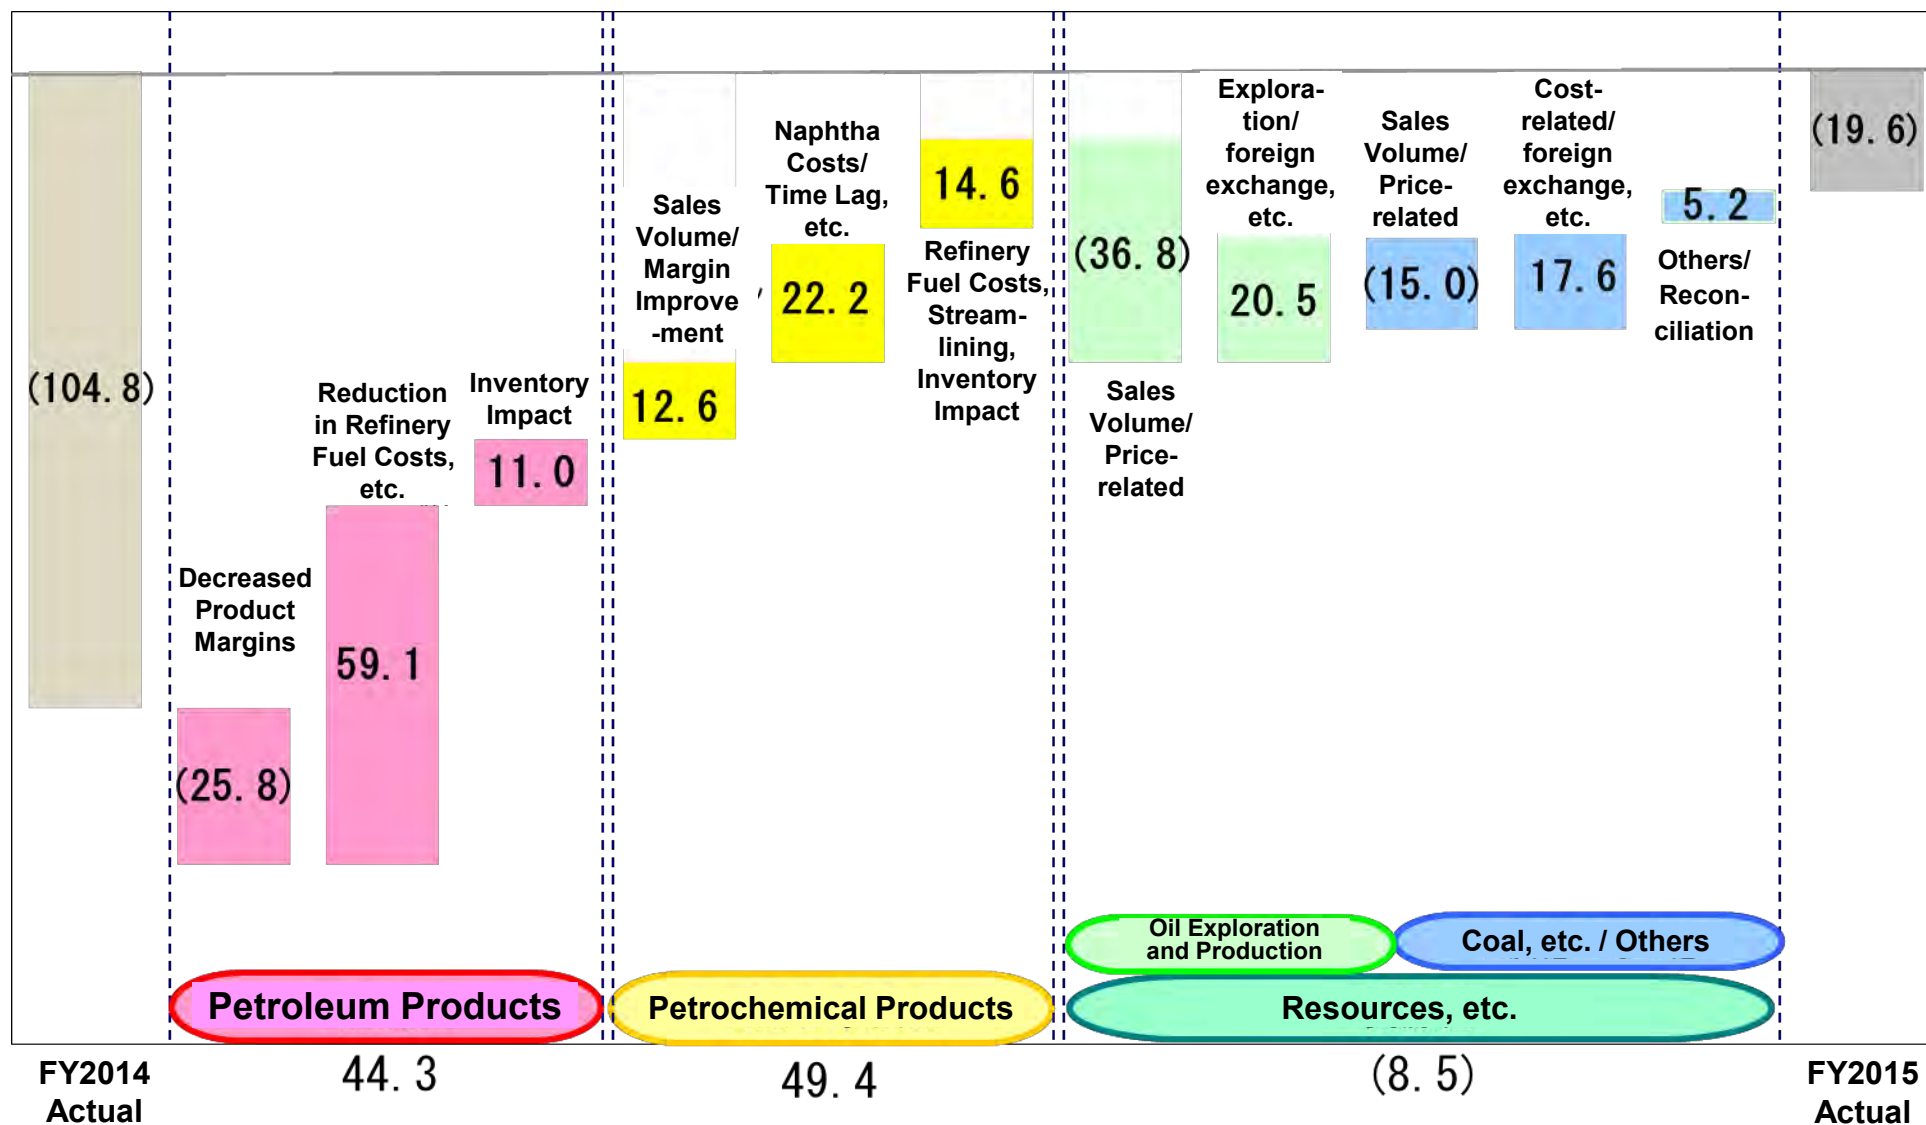 (104. 8)
Decreased
Product
Margins
(25. 8)
Reduction
in Refinery
Fuel Costs,
etc.
59. 1
Inventory
Impact
11. 0
Sales
Volume/
Margin
Improve
-ment
12. 6
Naphtha
Costs/
Time Lag,
etc.
22. 2
14. 6
Refinery
Fuel Costs,
Stream-
lining,
Inventory
Impact
(36. 8)
Sales
Volume/
Price-
related
Explora-
tion/
foreign
exchange,
etc.
20. 5
Sales
Volume/
Price-
related
(15. 0)
Cost-
related/
foreign
exchange,
etc.
17. 6
5. 2
Others/
Recon-
ciliation
(19. 6)
Oil Exploration
and Production
Coal, etc. / Others
Petroleum Products
Petrochemical Products
Resources, etc.
FY2014
Actual
44. 3
49. 4
(8. 5)
FY2015
Actual